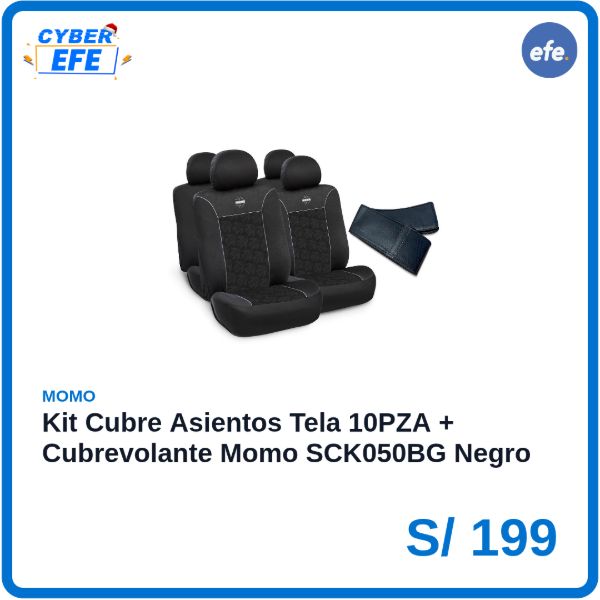 CYBER
EFE
efe.
MOMO
Kit Cubre Asientos Tela 10PZA +
Cubrevolante Momo SCK050BG Negro
S/ 199